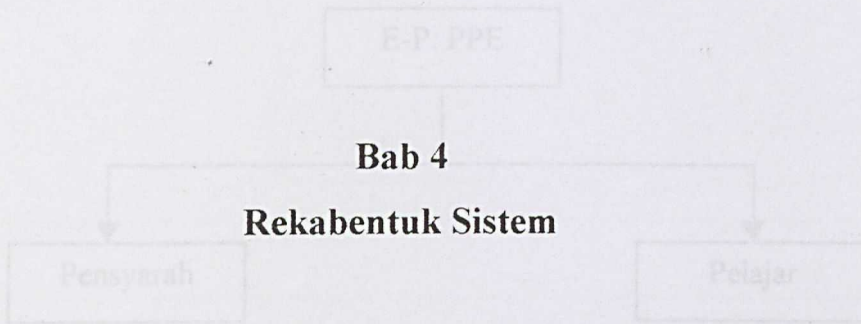 E-P: PPE
Bab 4
Rekabentuk Sistem
Pensyarah
Pelajar